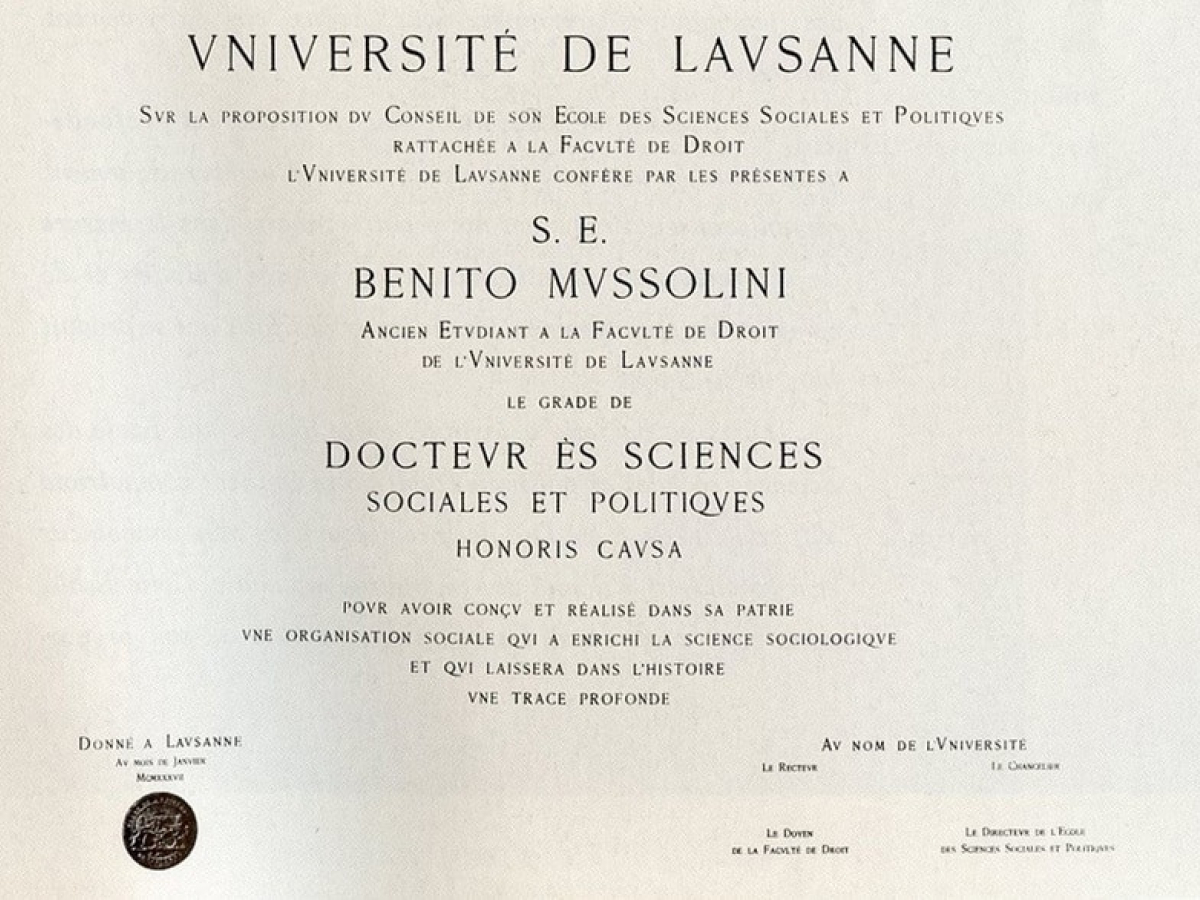 VNIVERSITÉ DE LAVSANNE
SVR LA PROPOSITION DV CONSEIL DE SON ECOLE DES SCIENCES SOCIALES ET POLITIQVES
RATTACHÉE A LA FACVLTÉ DE DROIT
L'VNIVERSITÉ DE LAVSANNE CONFÈRE PAR LES PRÉSENTES A
S. E.
BENITO MVSSOLINI
ANCIEN ETVDIANT A LA FACVLTÉ DE DROIT
DE L'VNIVERSITÉ DE LAVSANNE
LE GRADE DE
DOCTEVR ÈS SCIENCES
SOCIALES ET POLITIQVES
HONORIS CAVSA
POVR AVOIR CONÇV ET RÉALISÉ DANS SA PATRIE
VNE ORGANISATION SOCIALE QVI A ENRICHI LA SCIENCE SOCIOLOGIQVE
ET QVI LAISSERA DANS L'HISTOIRE
VNE TRACE PROFONDE
DONNÉ A LAVSANNE
AV MOIS DE JANVIER
MCMXXXVII
AV NOM DE L'VNIVERSITÉ
LE RECTEVR LE CHANCELIER
LE DOYEN
DE LA FACVLTÉ DE DROIT
LE DIRECTEVR DE L'ECOLE
DES SCIENCES SOCIALES ET POLITIQVES